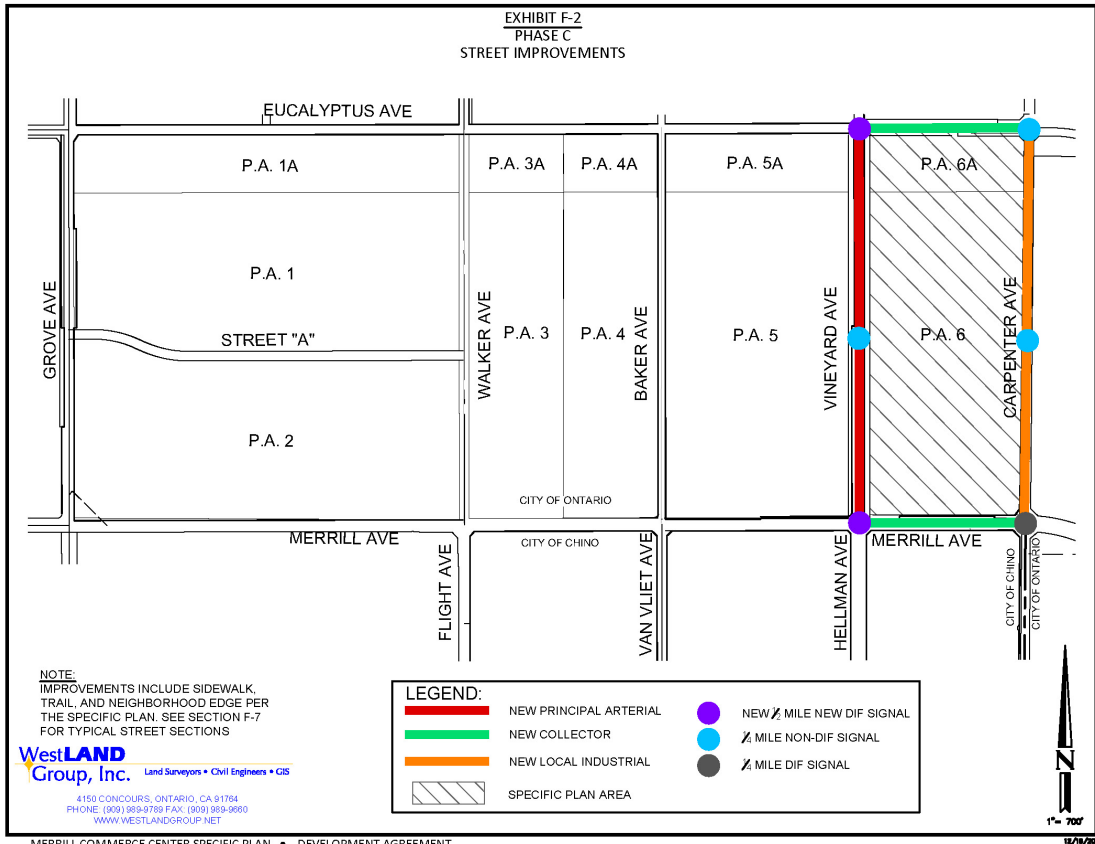 EXHIBIT F-2
PHASE C
STREET IMPROVEMENTS
EUCALYPTUS AVE
P.A. 1A
P.A. 3A
P.A. 4A
P.A. 5A
P.A. 6A
P.A. 1
GROVE AVE
STREET "A"
WALKER AVE
P.A. 3
P.A. 4
BAKER AVE
P.A. 5
VINEYARD AVE
P.A. 6
CARPENTER AVE
P.A. 2
CITY OF ONTARIO
MERRILL AVE
CITY OF CHINO
MERRILL AVE
FLIGHT AVE
VAN VLIET AVE
HELLMAN AVE
CITY OF CHINO
CITY OF ONTARIO
NOTE:
IMPROVEMENTS INCLUDE SIDEWALK,
TRAIL, AND NEIGHBORHOOD EDGE PER
THE SPECIFIC PLAN. SEE SECTION F-7
FOR TYPICAL STREET SECTIONS
WestLAND
Group, Inc.
Land Surveyors • Civil Engineers • GIS
4150 CONCOURS, ONTARIO, CA 91764
PHONE: (909) 989-9789 FAX: (909) 989-9660
WWW.WESTLANDGROUP.NET
LEGEND:
NEW PRINCIPAL ARTERIAL
NEW COLLECTOR
NEW LOCAL INDUSTRIAL
SPECIFIC PLAN AREA
NEW ½ MILE NEW DIF SIGNAL
¼ MILE NON-DIF SIGNAL
¼ MILE DIF SIGNAL
N
1"= 700'
MERRILL COMMERCE CENTER SPECIFIC PLAN • DEVELOPMENT AGREEMENT